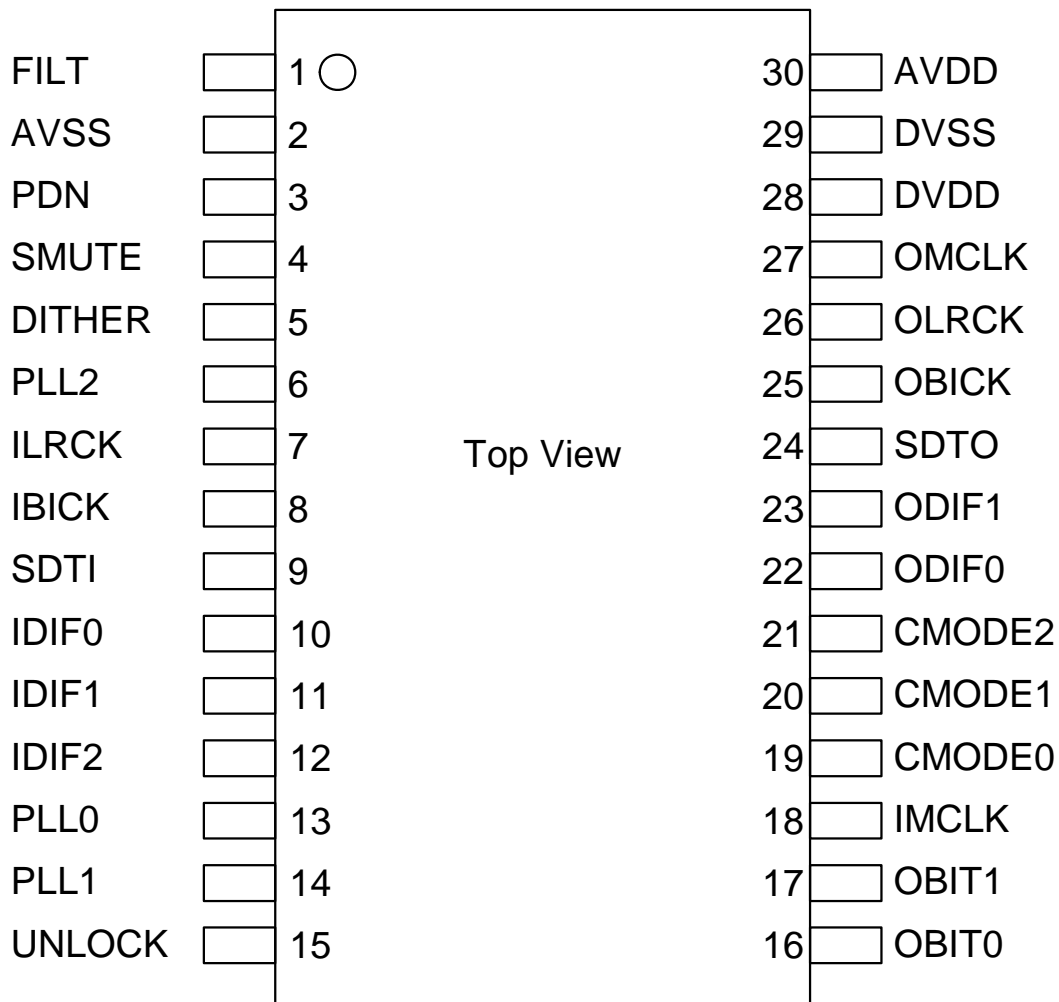 FILT 1 30 AVDD
AVSS 2 29 DVSS
PDN 3 28 DVDD
SMUTE 4 27 OMCLK
DITHER 5 26 OLRCK
PLL2 6 25 OBICK
ILRCK 7 Top View 24 SDTO
IBICK 8 23 ODIF1
SDTI 9 22 ODIF0
IDIF0 10 21 CMODE2
IDIF1 11 20 CMODE1
IDIF2 12 19 CMODE0
PLL0 13 18 IMCLK
PLL1 14 17 OBIT1
UNLOCK 15 16 OBIT0